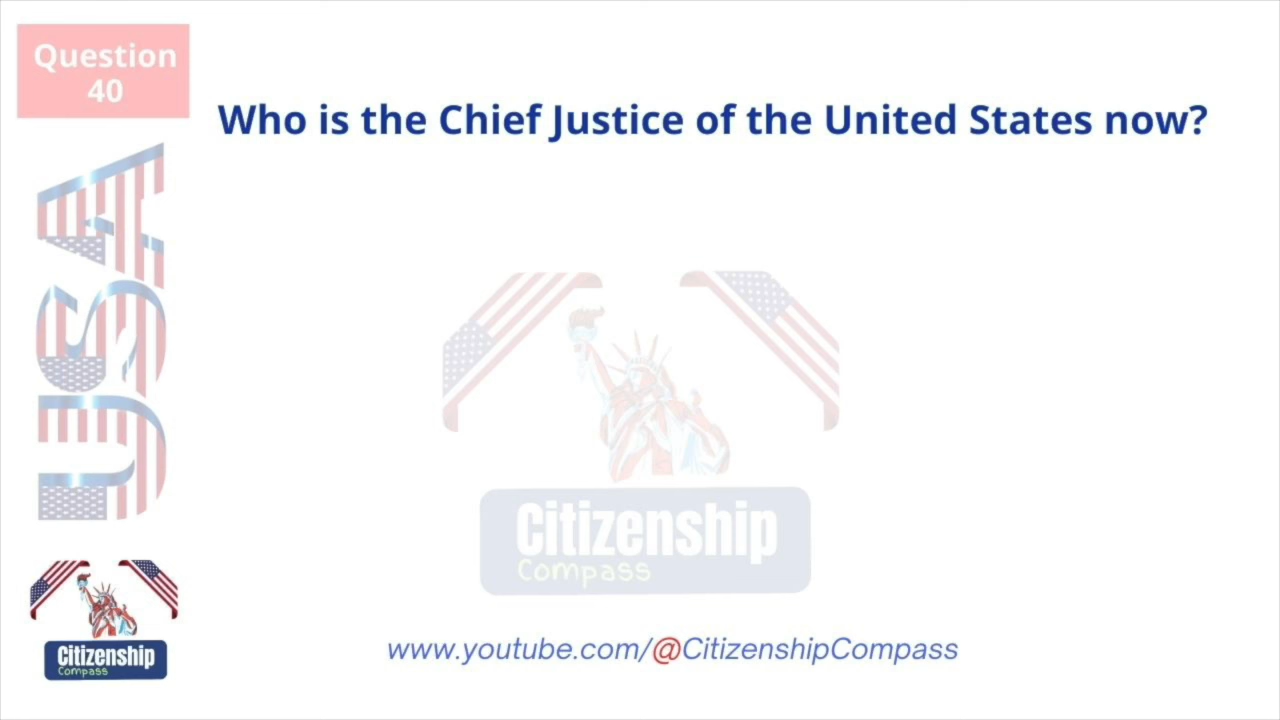 Question
40
Who is the Chief Justice of the United States now?
Citizenship
Compass
Citizenship
Compass
www.youtube.com/@CitizenshipCompass
USA